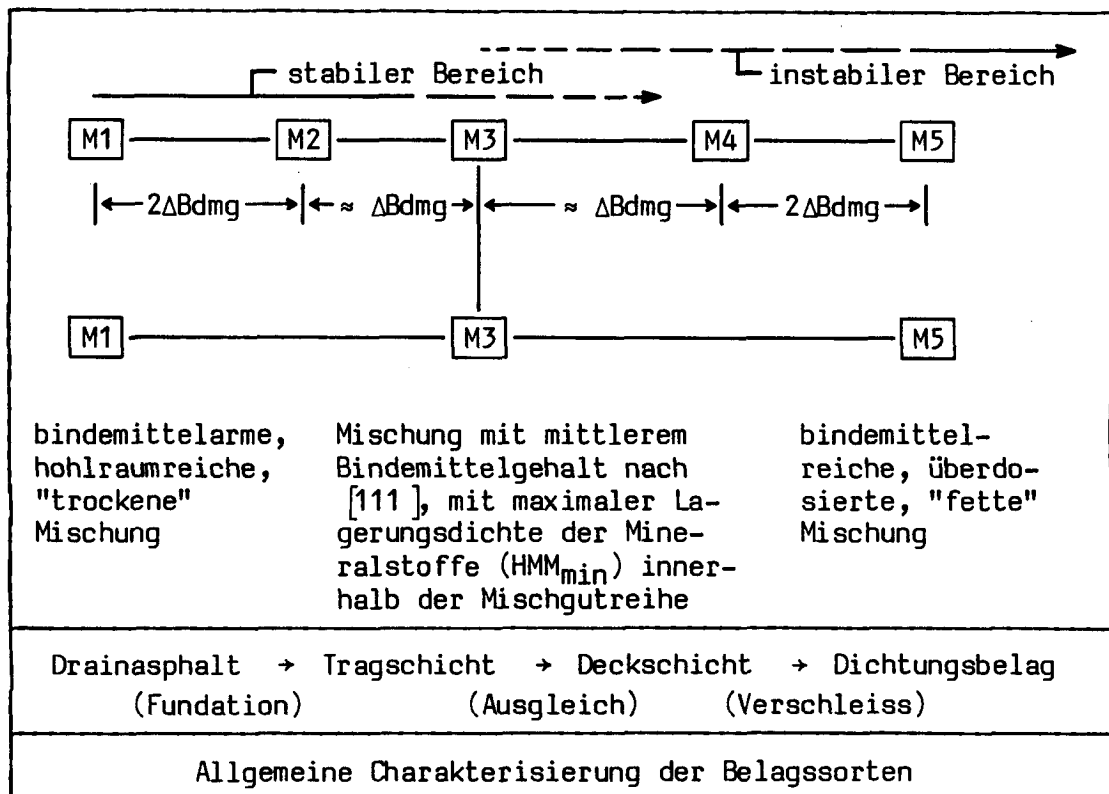 stabiler Bereich
instabiler Bereich
M1 M2 M3 M4 M5
2ΔBdmg ≈ ΔBdmg ≈ ΔBdmg 2ΔBdmg
M1 M3 M5
bindemittelarme,
hohlraumreiche,
"trockene"
Mischung
Mischung mit mittlerem
Bindemittelgehalt nach
[111 ], mit maximaler La-
gerungsdichte der Mine-
ralstoffe (HMMmin) inner-
halb der Mischgutreihe
bindemittel-
reiche, überdo-
sierte, "fette"
Mischung
Drainasphalt → Tragschicht → Deckschicht → Dichtungsbelag
(Fundation) (Ausgleich) (Verschleiss)
Allgemeine Charakterisierung der Belagssorten